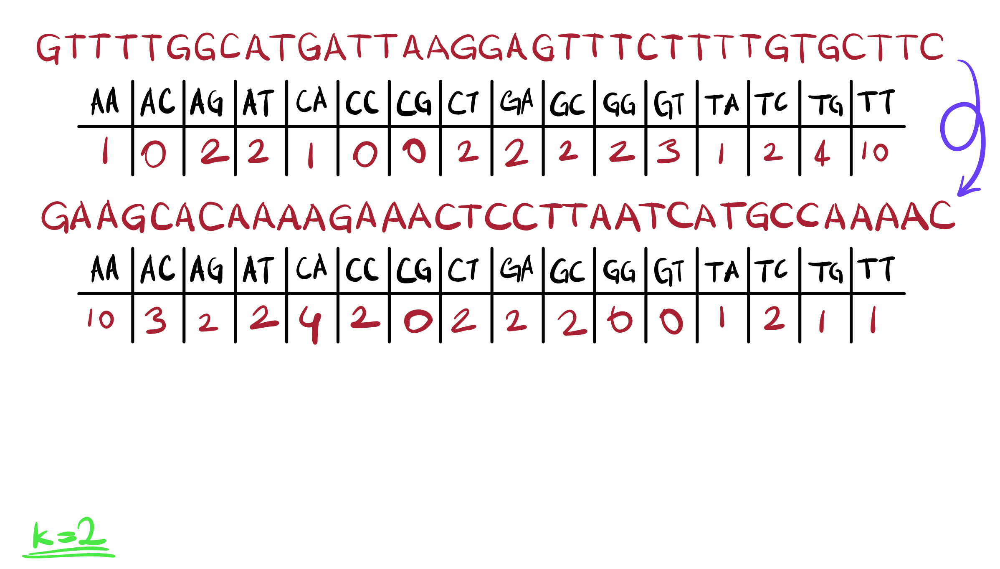 GTTTTGGCATGATTAAGGAGTTTCTTTTGTGCTTC
AA AC AG AT CA CC CG CT GA GC GG GT TA TC TG TT
1 0 2 2 1 0 0 2 2 2 2 3 1 2 4 10
GAAGCACAAAAGAAACTCCTTAATCATGCCAAAAC
AA AC AG AT CA CC CG CT GA GC GG GT TA TC TG TT
10 3 2 2 4 2 0 2 2 2 0 0 1 2 1 1
k=2